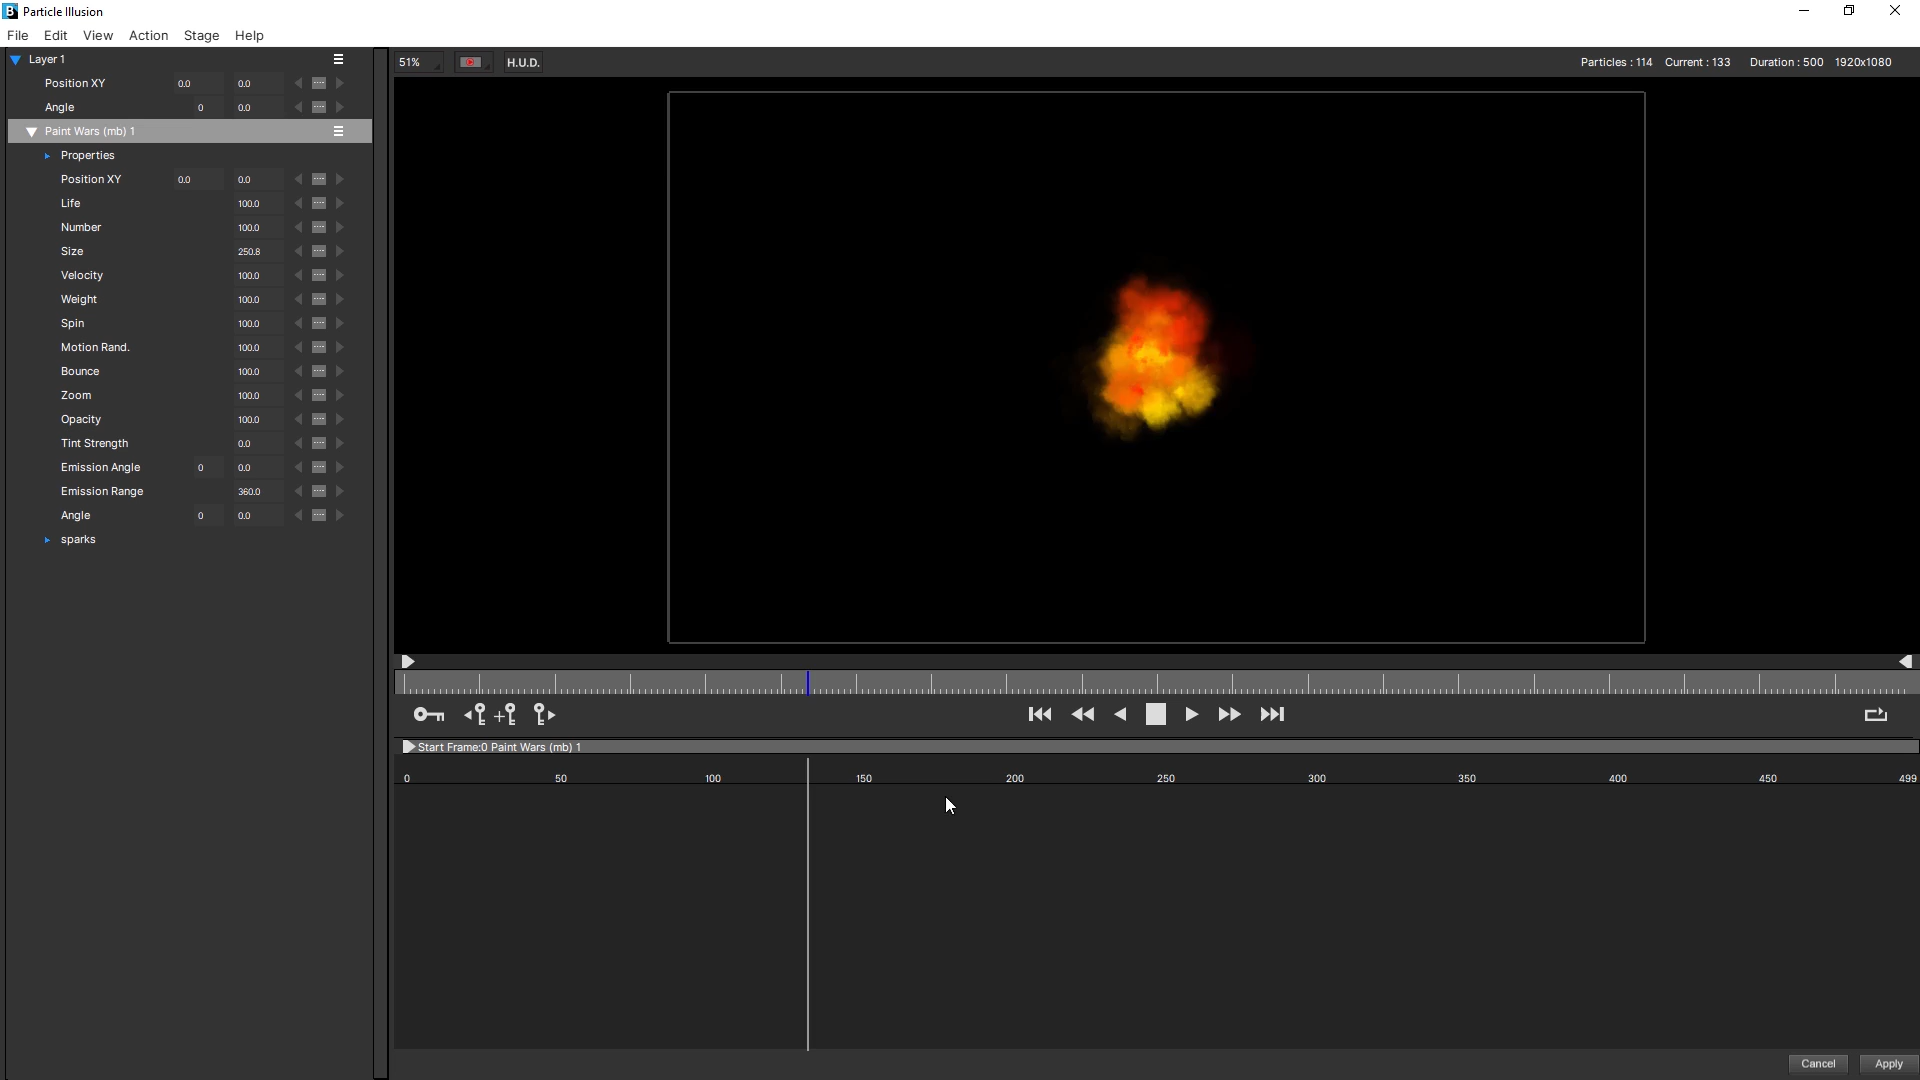 Particle Illusion
File Edit View Action Stage Help
Layer 1
Position XY 0.0 0.0
Angle 0 0.0
Paint Wars (mb) 1
Properties
Position XY 0.0 0.0
Life 100.0
Number 100.0
Size 250.8
Velocity 100.0
Weight 100.0
Spin 100.0
Motion Rand. 100.0
Bounce 100.0
Zoom 100.0
Opacity 100.0
Tint Strength 0.0
Emission Angle 0 0.0
Emission Range 360.0
Angle 0 0.0
sparks
51% H.U.D. Particles : 114 Current : 133 Duration : 500 1920x1080
Start Frame:0 Paint Wars (mb) 1
0 50 100 150 200 250 300 350 400 450 499
Cancel Apply